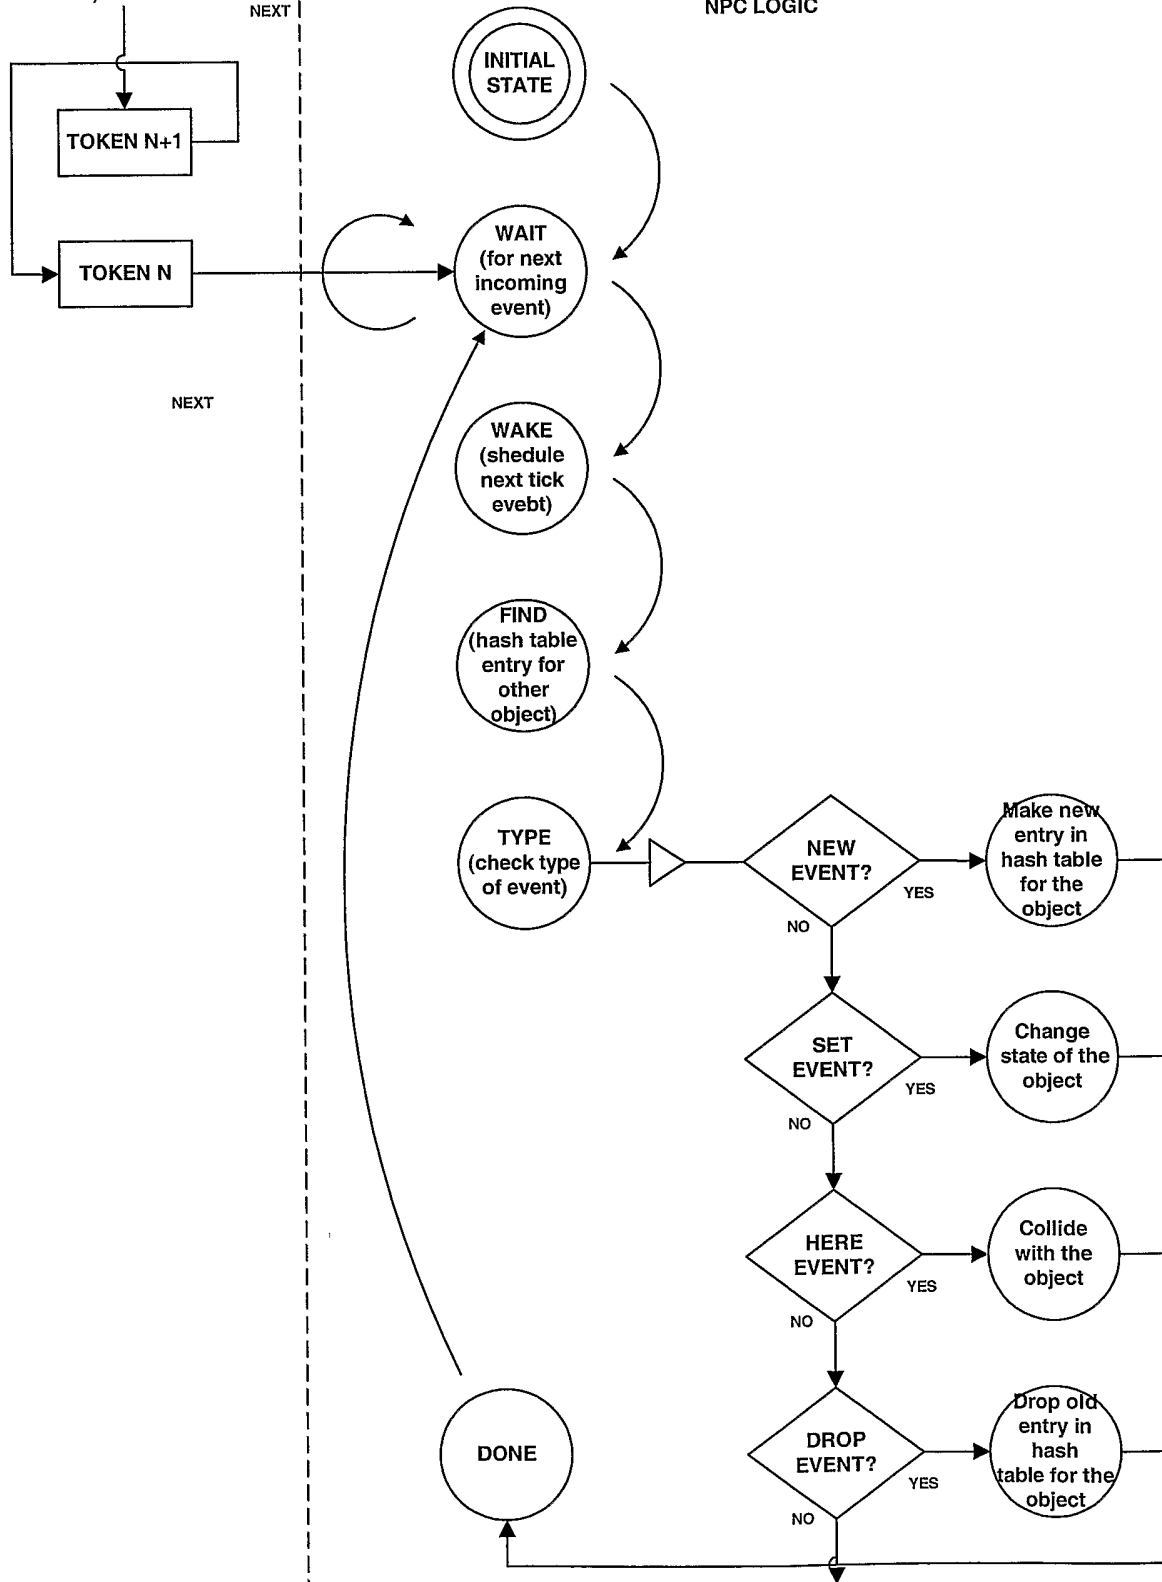 NEXT
NPC LOGIC
INITIAL
STATE
TOKEN N+1
WAIT
(for next
incoming
event)
TOKEN N
NEXT
WAKE
(shedule
next tick
evebt)
FIND
(hash table
entry for
other
object)
TYPE
(check type
of event)
NEW
EVENT?
YES
NO
Make new
entry in
hash table
for the
object
SET
EVENT?
YES
NO
Change
state of the
object
HERE
EVENT?
YES
NO
Collide
with the
object
DONE
DROP
EVENT?
YES
NO
Drop old
entry in
hash
table for the
object